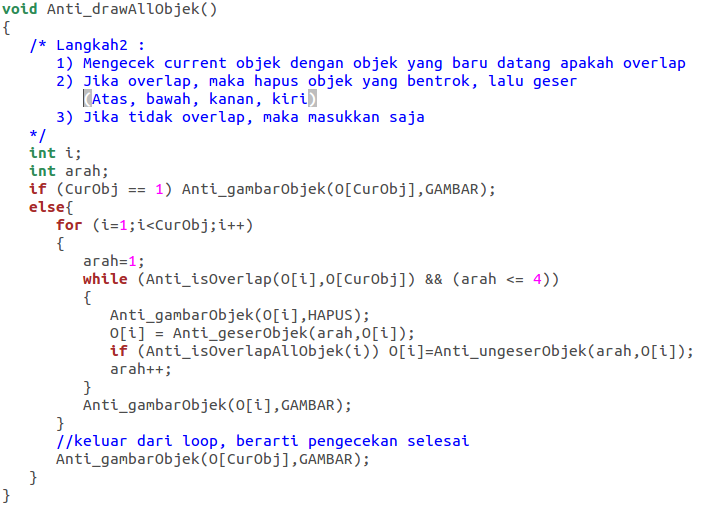 void Anti_drawAllObjek()
{
   /* Langkah2 :
      1) Mengecek current objek dengan objek yang baru datang apakah overlap
      2) Jika overlap, maka hapus objek yang bentrok, lalu geser
         (Atas, bawah, kanan, kiri)
      3) Jika tidak overlap, maka masukkan saja
   */
   int i;
   int arah;
   if (CurObj == 1) Anti_gambarObjek(O[CurObj],GAMBAR);
   else{
      for (i=1;i<CurObj;i++)
      {
         arah=1;
         while (Anti_isOverlap(O[i],O[CurObj]) && (arah <= 4))
         {
            Anti_gambarObjek(O[i],HAPUS);
            O[i] = Anti_geserObjek(arah,O[i]);
            if (Anti_isOverlapAllObjek(i)) O[i]=Anti_ungeserObjek(arah,O[i]);
            arah++;
         }
         Anti_gambarObjek(O[i],GAMBAR);
      }
      //keluar dari loop, berarti pengecekan selesai
      Anti_gambarObjek(O[CurObj],GAMBAR);
   }
}